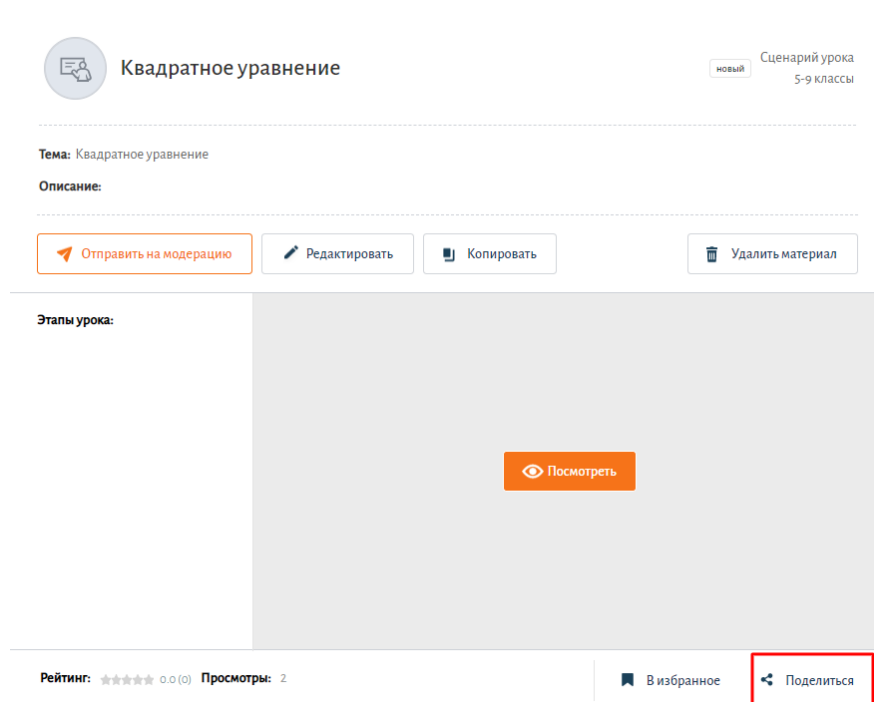 Квадратное уравнение
новый
Сценарий урока
5-9 классы
Тема: Квадратное уравнение
Описание:
Отправить на модерацию
Редактировать
Копировать
Удалить материал
Этапы урока:
Посмотреть
Рейтинг: 0.0 (0) Просмотры: 2
В избранное
Поделиться